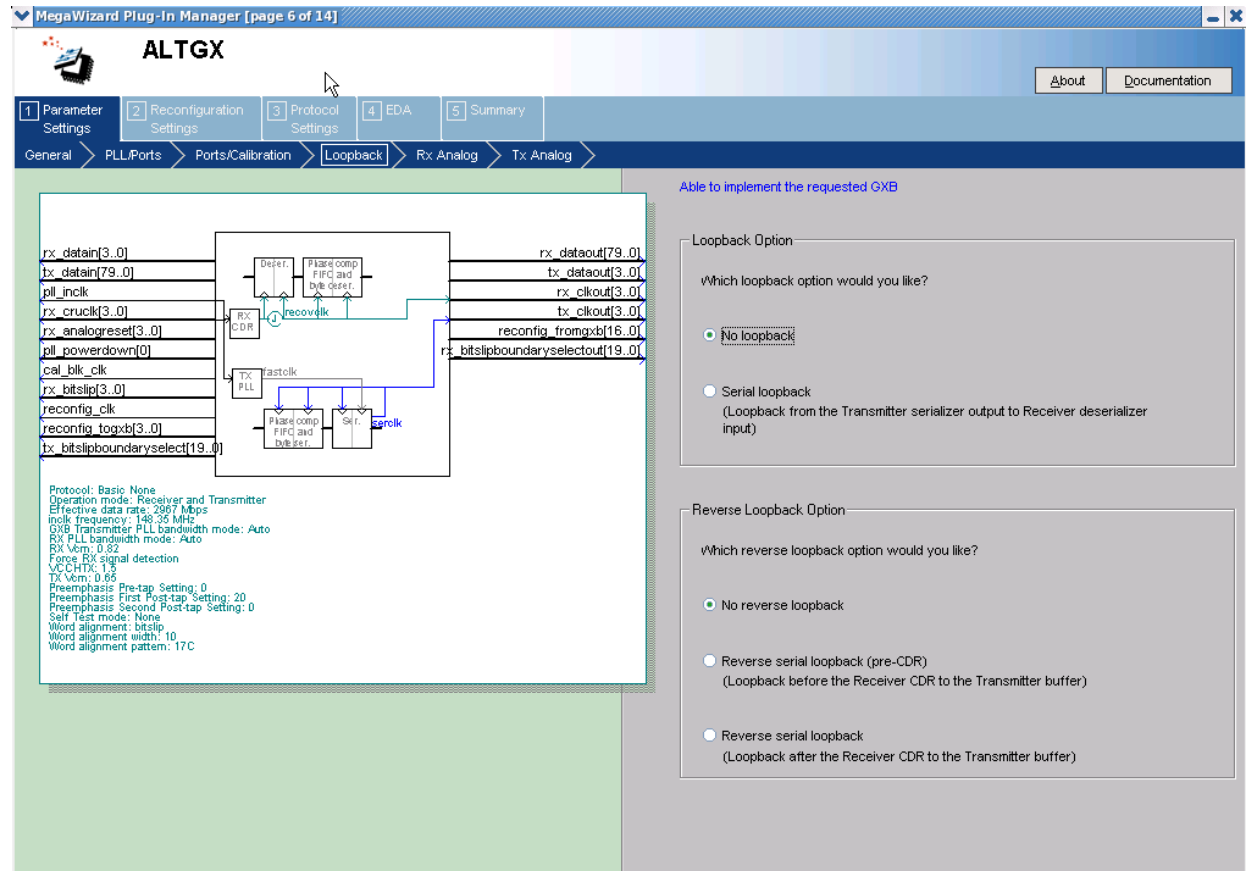 MegaWizard Plug-In Manager [page 6 of 14]
ALTGX
About
Documentation
1 Parameter Settings
2 Reconfiguration Settings
3 Protocol Settings
4 EDA
5 Summary
General
PLL/Ports
Ports/Calibration
Loopback
Rx Analog
Tx Analog
rx_datain[3..0]
tx_datain[79..0]
pll_inclk
rx_cruclk[3..0]
rx_analogreset[3..0]
pll_powerdown[0]
cal_blk_clk
rx_bitslip[3..0]
reconfig_clk
reconfig_togxb[3..0]
tx_bitslipboundaryselect[19..0]
Deser.
Phase comp
FIFO and
byte deser.
RX
CDR
recovclk
TX
PLL
fastclk
Phase comp
FIFO and
byte ser.
Ser.
serclk
rx_dataout[79..0]
tx_dataout[3..0]
rx_clkout[3..0]
tx_clkout[3..0]
reconfig_fromgxb[16..0]
rx_bitslipboundaryselectout[19..0]
Protocol: Basic None
Operation mode: Receiver and Transmitter
Effective data rate: 2967 Mbps
inclk frequency: 148.35 MHz
GXB Transmitter PLL bandwidth mode: Auto
RX PLL bandwidth mode: Auto
RX Vcm: 0.82
Force RX signal detection
VCCHTX: 1.5
TX Vcm: 0.65
Preemphasis Pre-tap Setting: 0
Preemphasis First Post-tap Setting: 20
Preemphasis Second Post-tap Setting: 0
Self Test mode: None
Word alignment: bitslip
Word alignment width: 10
Word alignment pattern: 17C
Able to implement the requested GXB
Loopback Option
Which loopback option would you like?
No loopback
Serial loopback
(Loopback from the Transmitter serializer output to Receiver deserializer
input)
Reverse Loopback Option
Which reverse loopback option would you like?
No reverse loopback
Reverse serial loopback (pre-CDR)
(Loopback before the Receiver CDR to the Transmitter buffer)
Reverse serial loopback
(Loopback after the Receiver CDR to the Transmitter buffer)